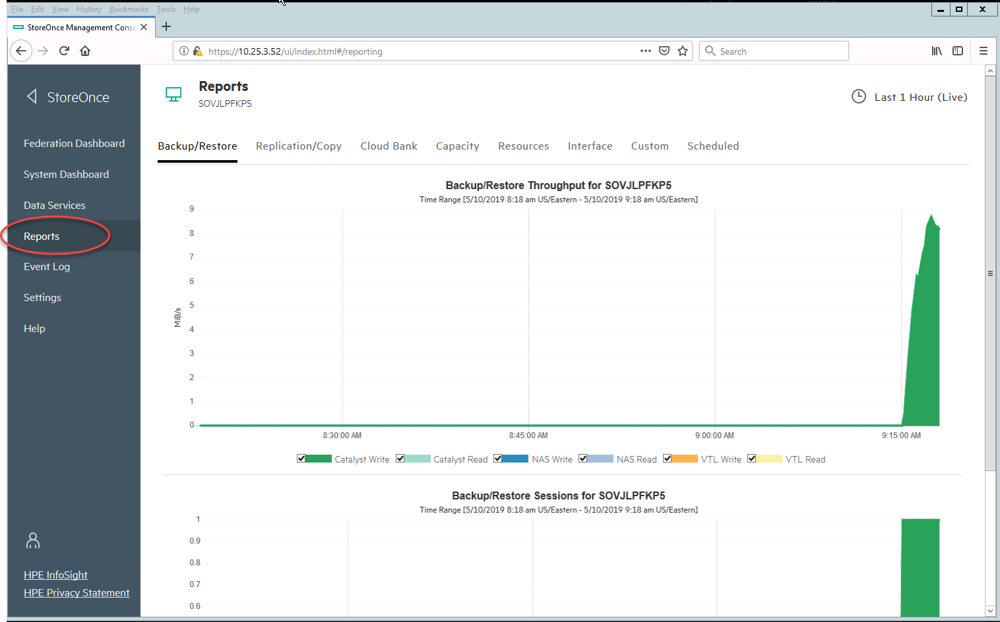 File Edit View History Bookmarks Tools Help
StoreOnce Management Conso
https://10.25.3.52/ui/index.html#/reporting
Search
StoreOnce
Federation Dashboard
System Dashboard
Data Services
Reports
Event Log
Settings
Help
HPE InfoSight
HPE Privacy Statement
Reports
SOVJLPFKP5
Last 1 Hour (Live)
Backup/Restore Replication/Copy Cloud Bank Capacity Resources Interface Custom Scheduled
Backup/Restore Throughput for SOVJLPFKP5
Time Range [5/10/2019 8:18 am US/Eastern - 5/10/2019 9:18 am US/Eastern]
9
8
7
6
5
MiB/s
4
3
2
1
0
8:30:00 AM 8:45:00 AM 9:00:00 AM 9:15:00 AM
Catalyst Write Catalyst Read NAS Write NAS Read VTL Write VTL Read
Backup/Restore Sessions for SOVJLPFKP5
Time Range [5/10/2019 8:18 am US/Eastern - 5/10/2019 9:18 am US/Eastern]
1
0.9
0.8
0.7
0.6